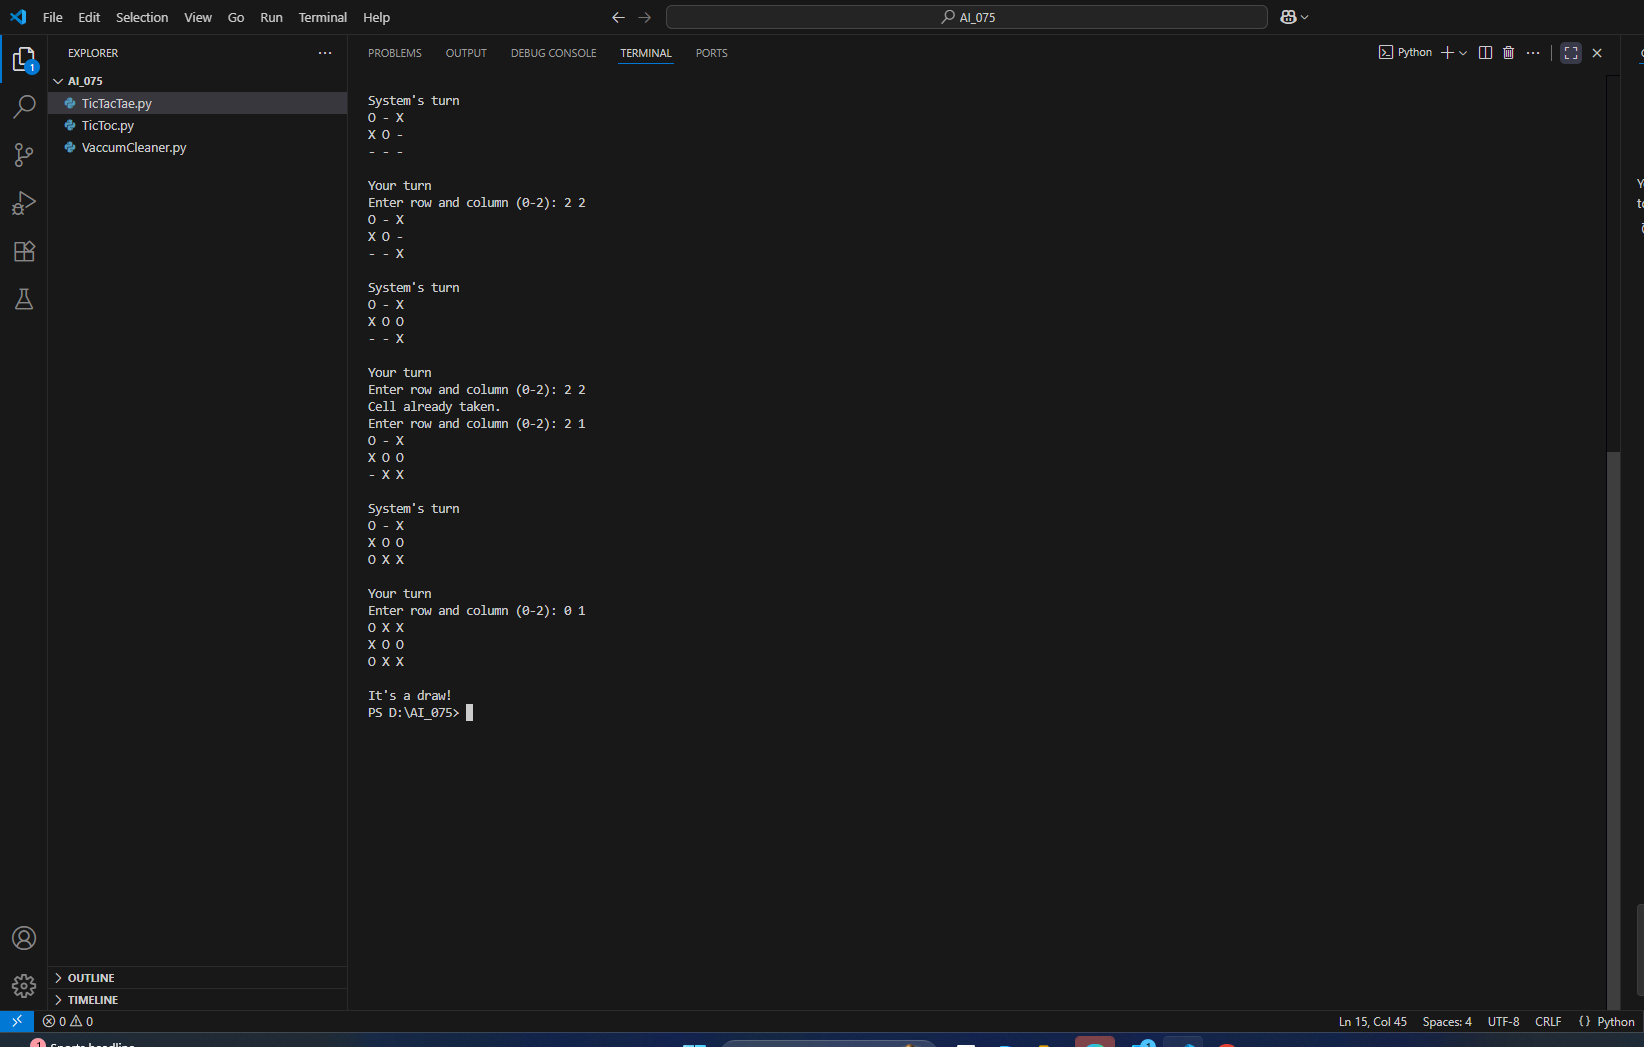 File Edit Selection View Go Run Terminal Help
AI_075
EXPLORER
1
AI_075
TicTacTae.py
TicToc.py
VaccumCleaner.py
OUTLINE
TIMELINE
PROBLEMS OUTPUT DEBUG CONSOLE TERMINAL PORTS
Python
System's turn
O - X
X O -
- - -
Your turn
Enter row and column (0-2): 2 2
O - X
X O -
- - X
System's turn
O - X
X O O
- - X
Your turn
Enter row and column (0-2): 2 2
Cell already taken.
Enter row and column (0-2): 2 1
O - X
X O O
- X X
System's turn
O - X
X O O
O X X
Your turn
Enter row and column (0-2): 0 1
O X X
X O O
O X X
It's a draw!
PS D:\AI_075>
0 0
Ln 15, Col 45 Spaces: 4 UTF-8 CRLF {} Python
1
Sports headline